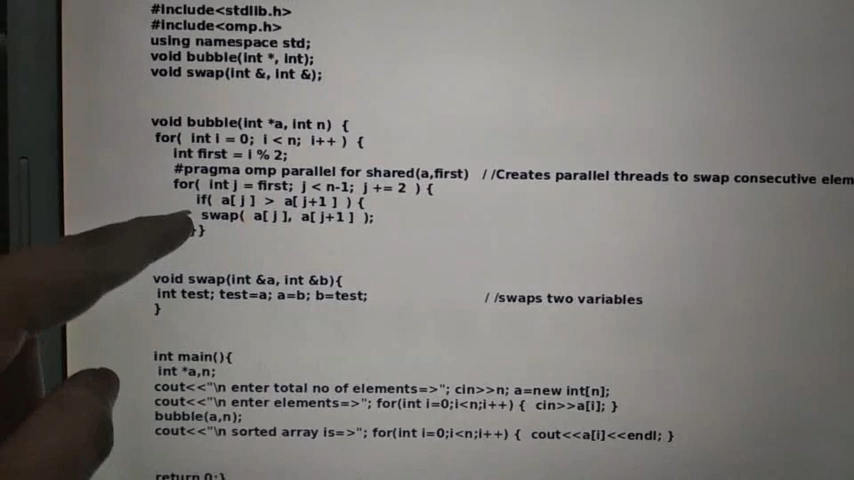 #include<stdlib.h>
#include<omp.h>
using namespace std;
void bubble(int *, int);
void swap(int &, int &);
void bubble(int *a, int n) {
for( int i = 0; i < n; i++ ) {
int first = i % 2;
#pragma omp parallel for shared(a,first) / /Creates parallel threads to swap consecutive elem
for( int j = first; j < n-1; j += 2 ) {
if( a[ j ] > a[ j+1 ] ) {
swap( a[ j ], a[ j+1 ] );
}}
void swap(int &a, int &b){
int test; test=a; a=b; b=test; / /swaps two variables
}
int main(){
int *a,n;
cout<<"\n enter total no of elements=>"; cin>>n; a=new int[n];
cout<<"\n enter elements=>"; for(int i=0;i<n;i++) { cin>>a[i]; }
bubble(a,n);
cout<<"\n sorted array is=>"; for(int i=0;i<n;i++) { cout<<a[i]<<endl; }
return 0;}